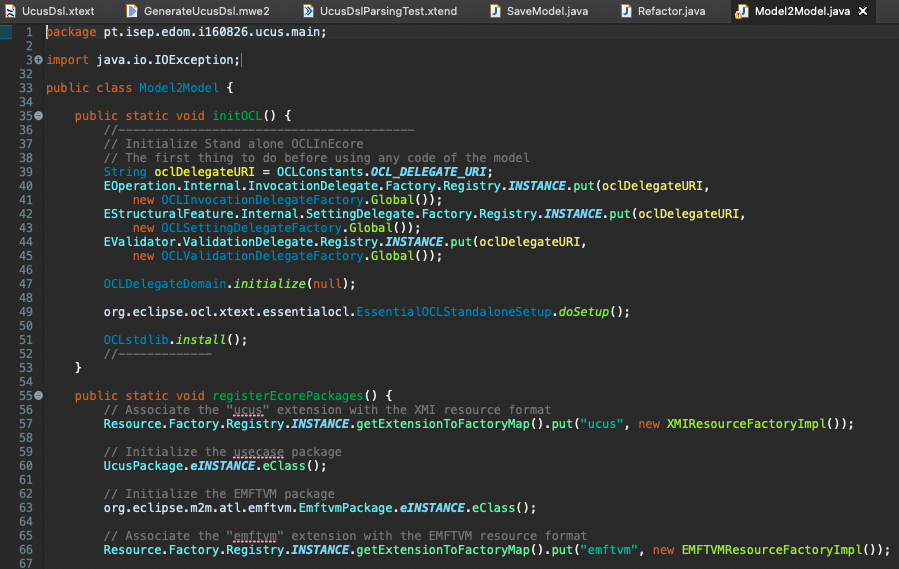 UcusDsl.xtext GenerateUcusDsl.mwe2 UcusDslParsingTest.xtend SaveModel.java Refactor.java Model2Model.java
1 package pt.isep.edom.i160826.ucus.main;
2
3 import java.io.IOException;
32
33 public class Model2Model {
34
35 public static void initOCL() {
36 //-----------------------------------------
37 // Initialize Stand alone OCLInEcore
38 // The first thing to do before using any code of the model
39 String oclDelegateURI = OCLConstants.OCL_DELEGATE_URI;
40 EOperation.Internal.InvocationDelegate.Factory.Registry.INSTANCE.put(oclDelegateURI,
41 new OCLInvocationDelegateFactory.Global());
42 EStructuralFeature.Internal.SettingDelegate.Factory.Registry.INSTANCE.put(oclDelegateURI,
43 new OCLSettingDelegateFactory.Global());
44 EValidator.ValidationDelegate.Registry.INSTANCE.put(oclDelegateURI,
45 new OCLValidationDelegateFactory.Global());
46
47 OCLDelegateDomain.initialize(null);
48
49 org.eclipse.ocl.xtext.essentialocl.EssentialOCLStandaloneSetup.doSetup();
50
51 OCLstdlib.install();
52 //-------------
53 }
54
55 public static void registerEcorePackages() {
56 // Associate the "ucus" extension with the XMI resource format
57 Resource.Factory.Registry.INSTANCE.getExtensionToFactoryMap().put("ucus", new XMIResourceFactoryImpl());
58
59 // Initialize the usecase package
60 UcusPackage.eINSTANCE.eClass();
61
62 // Initialize the EMFTVM package
63 org.eclipse.m2m.atl.emftvm.EmftvmPackage.eINSTANCE.eClass();
64
65 // Associate the "emftvm" extension with the EMFTVM resource format
66 Resource.Factory.Registry.INSTANCE.getExtensionToFactoryMap().put("emftvm", new EMFTVMResourceFactoryImpl());
67